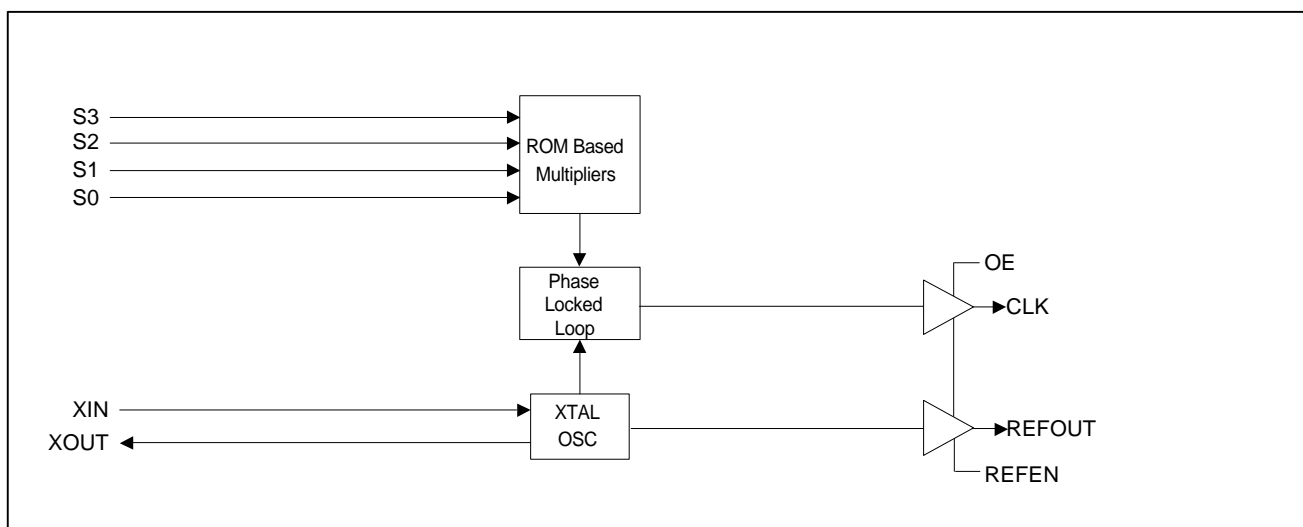 S3
S2
S1
S0
ROM Based
Multipliers
Phase
Locked
Loop
OE
CLK
XIN
XOUT
XTAL
OSC
REFOUT
REFEN